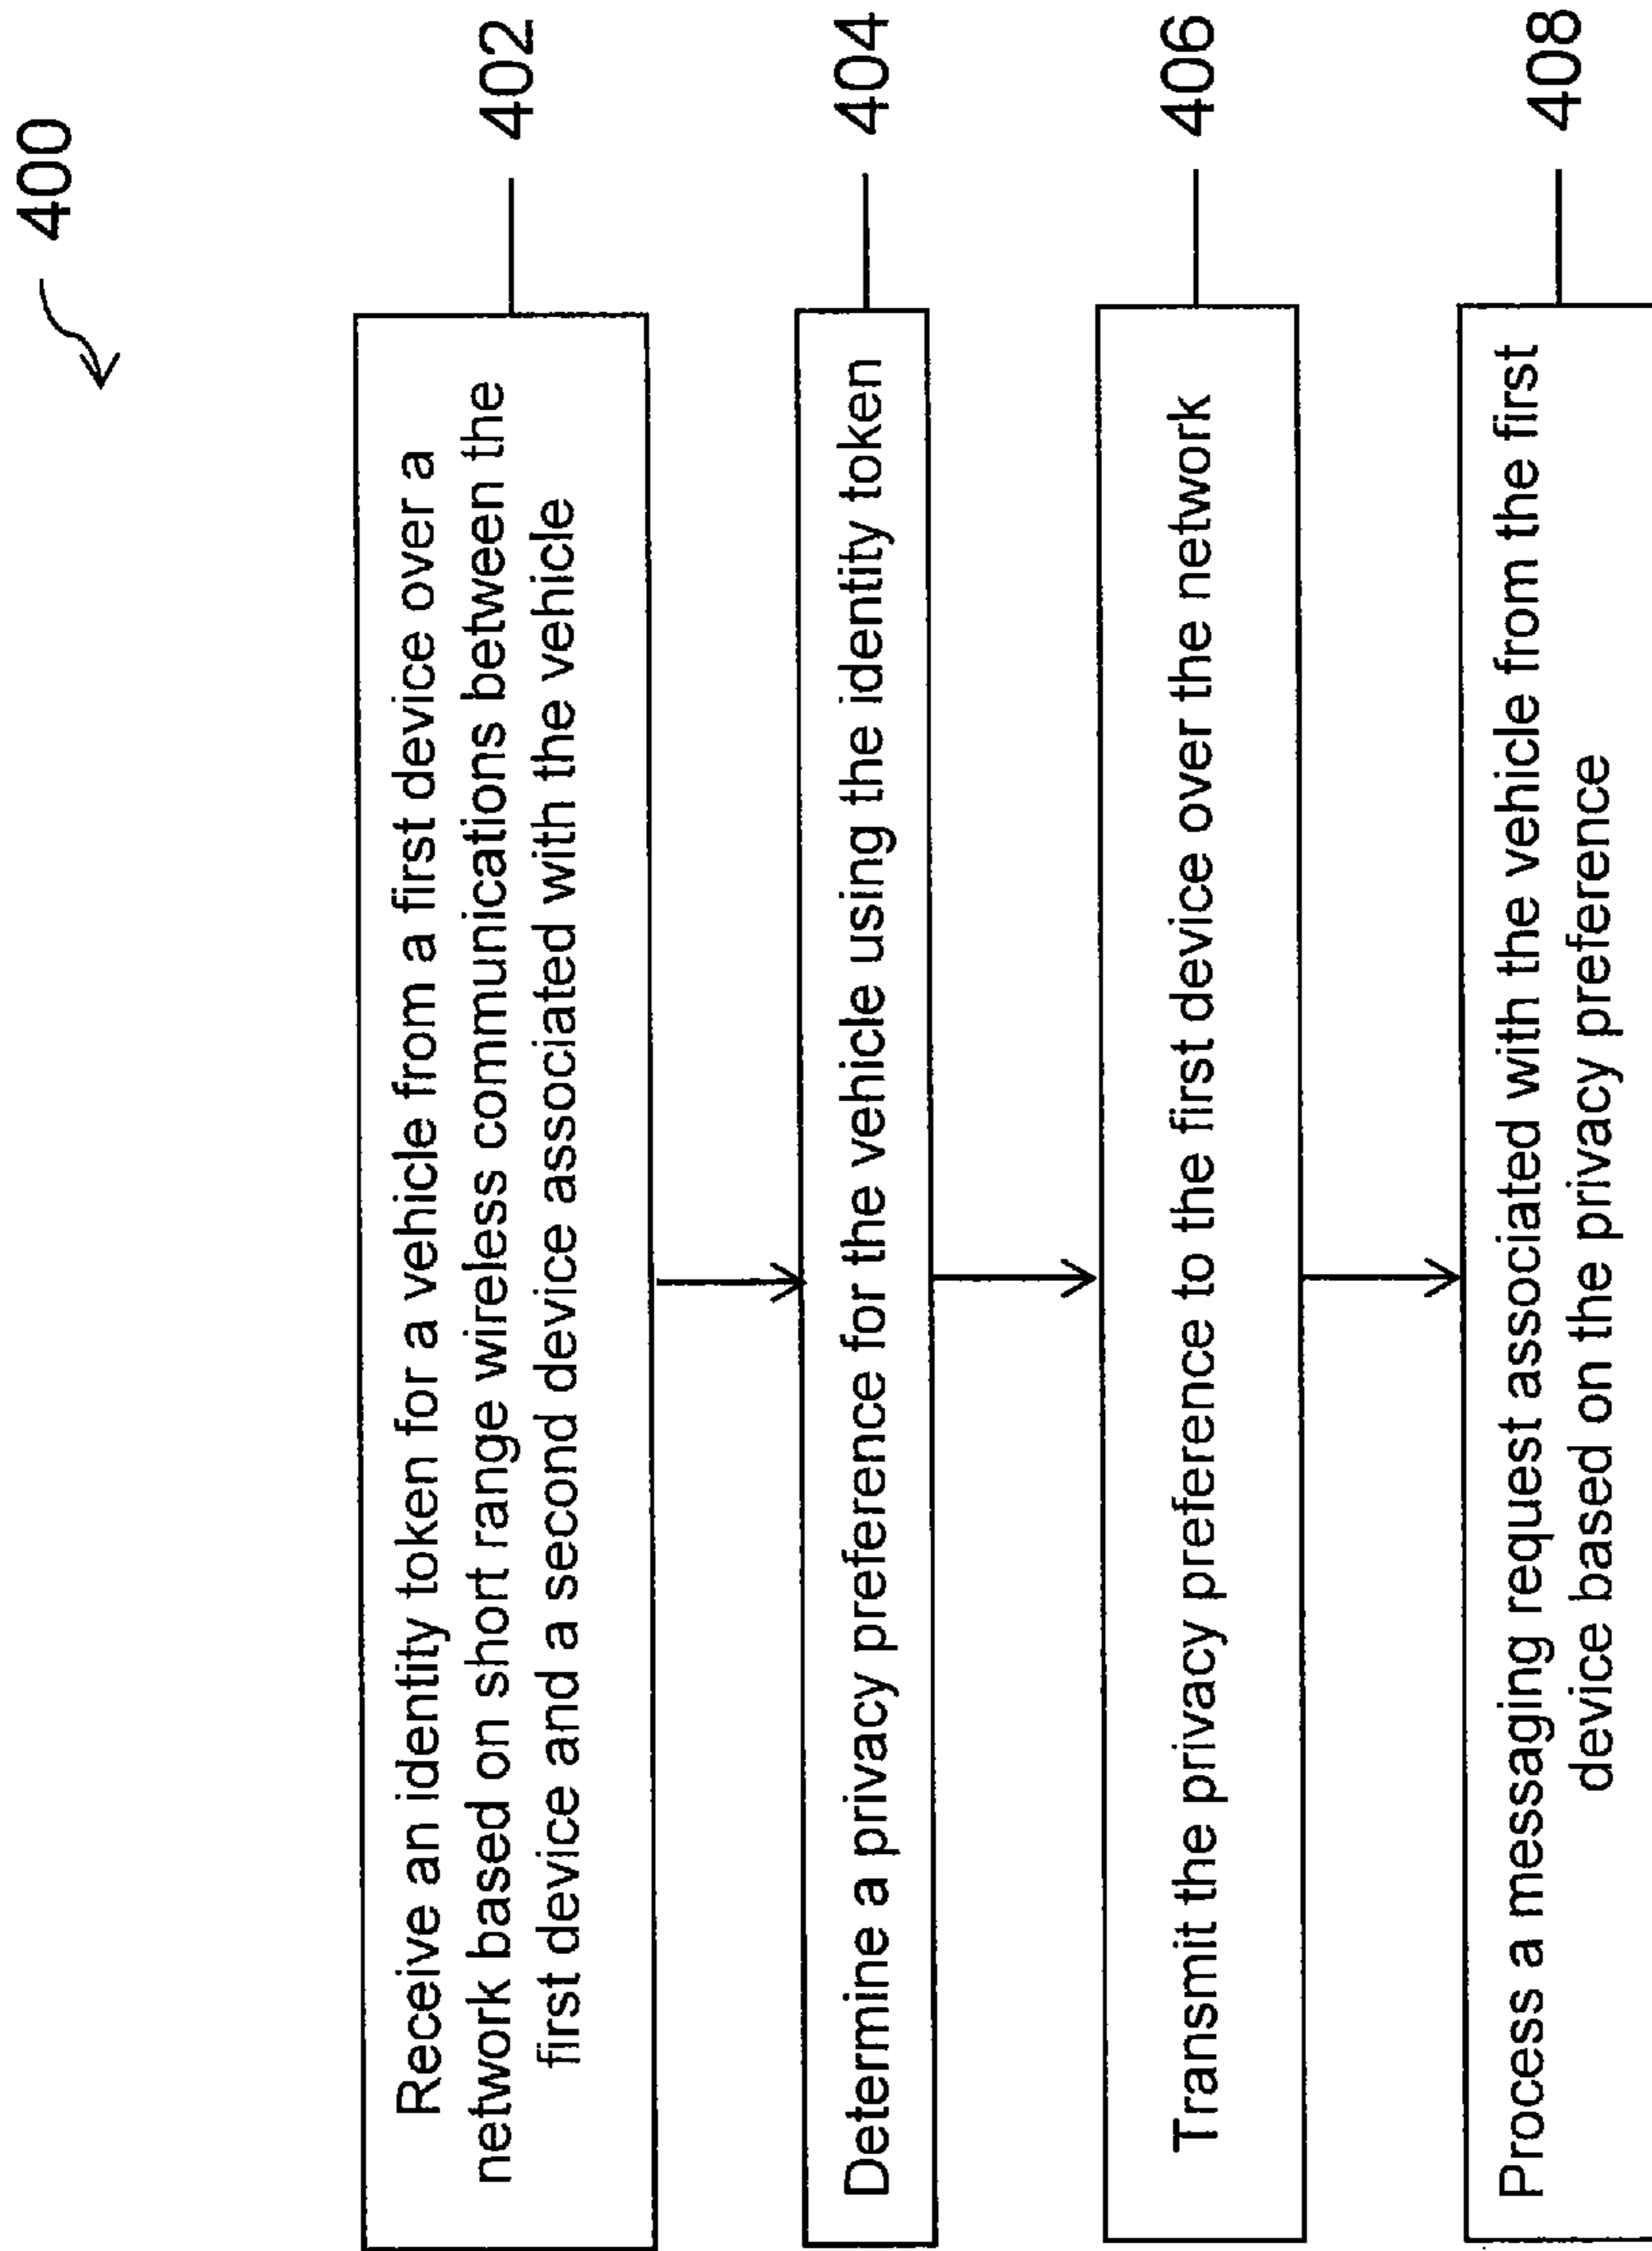 400
Receive an identity token for a vehicle from a first device over a
network based on short range wireless communications between the
first device and a second device associated with the vehicle
402
Determine a privacy preference for the vehicle using the identity token
404
Transmit the privacy preference to the first device over the network
406
Process a messaging request associated with the vehicle from the first
device based on the privacy preference
408